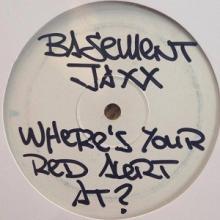 BASEMENT
JAXX
WHERE'S YOUR
RED ALERT
AT?